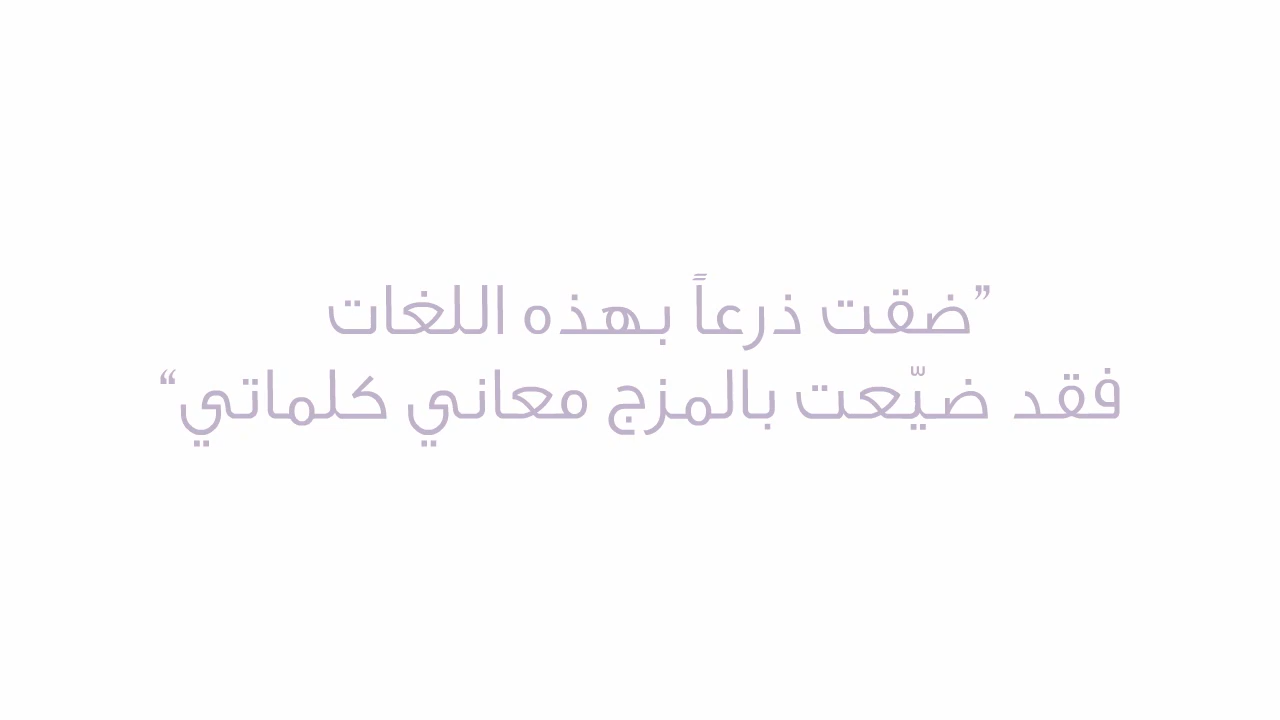 ”ضقت ذرعاً بهذه اللغات
فقد ضيّعت بالمزج معاني كلماتي“